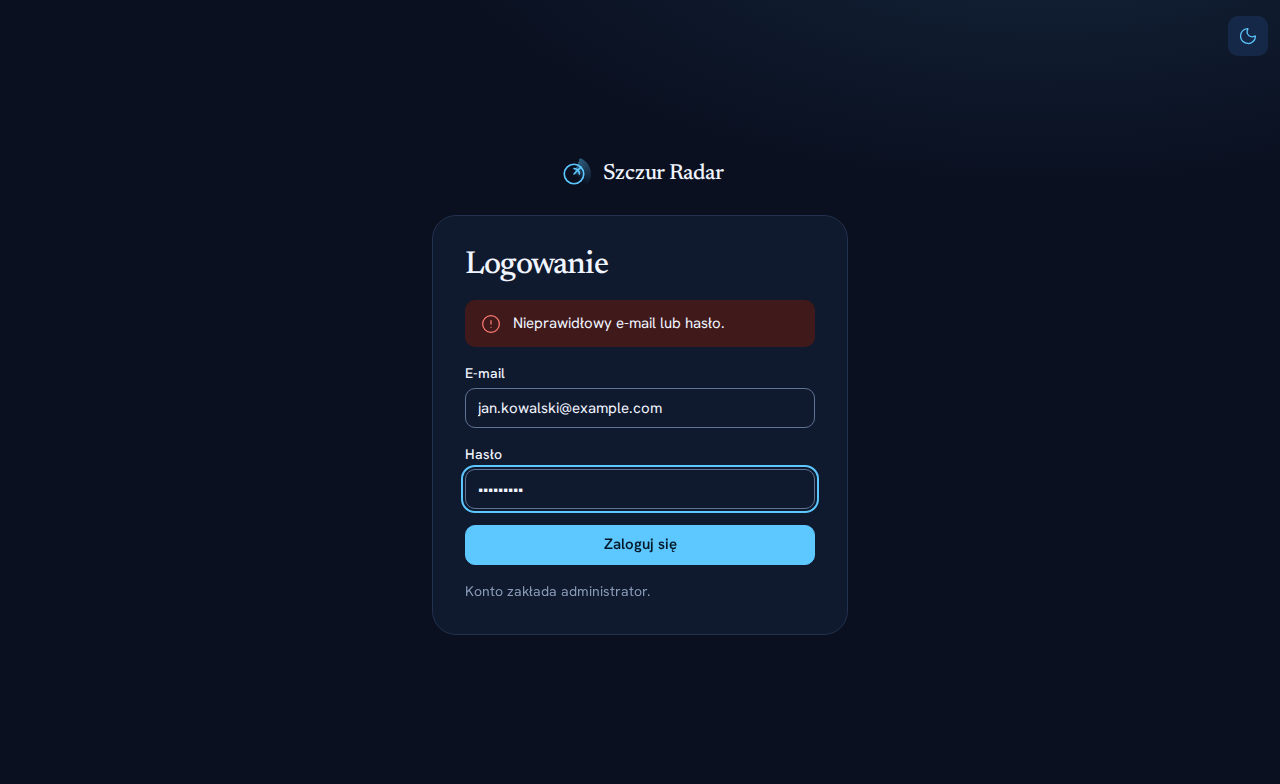 Szczur Radar
Logowanie
Nieprawidłowy e-mail lub hasło.
E-mail
jan.kowalski@example.com
Hasło
Zaloguj się
Konto zakłada administrator.